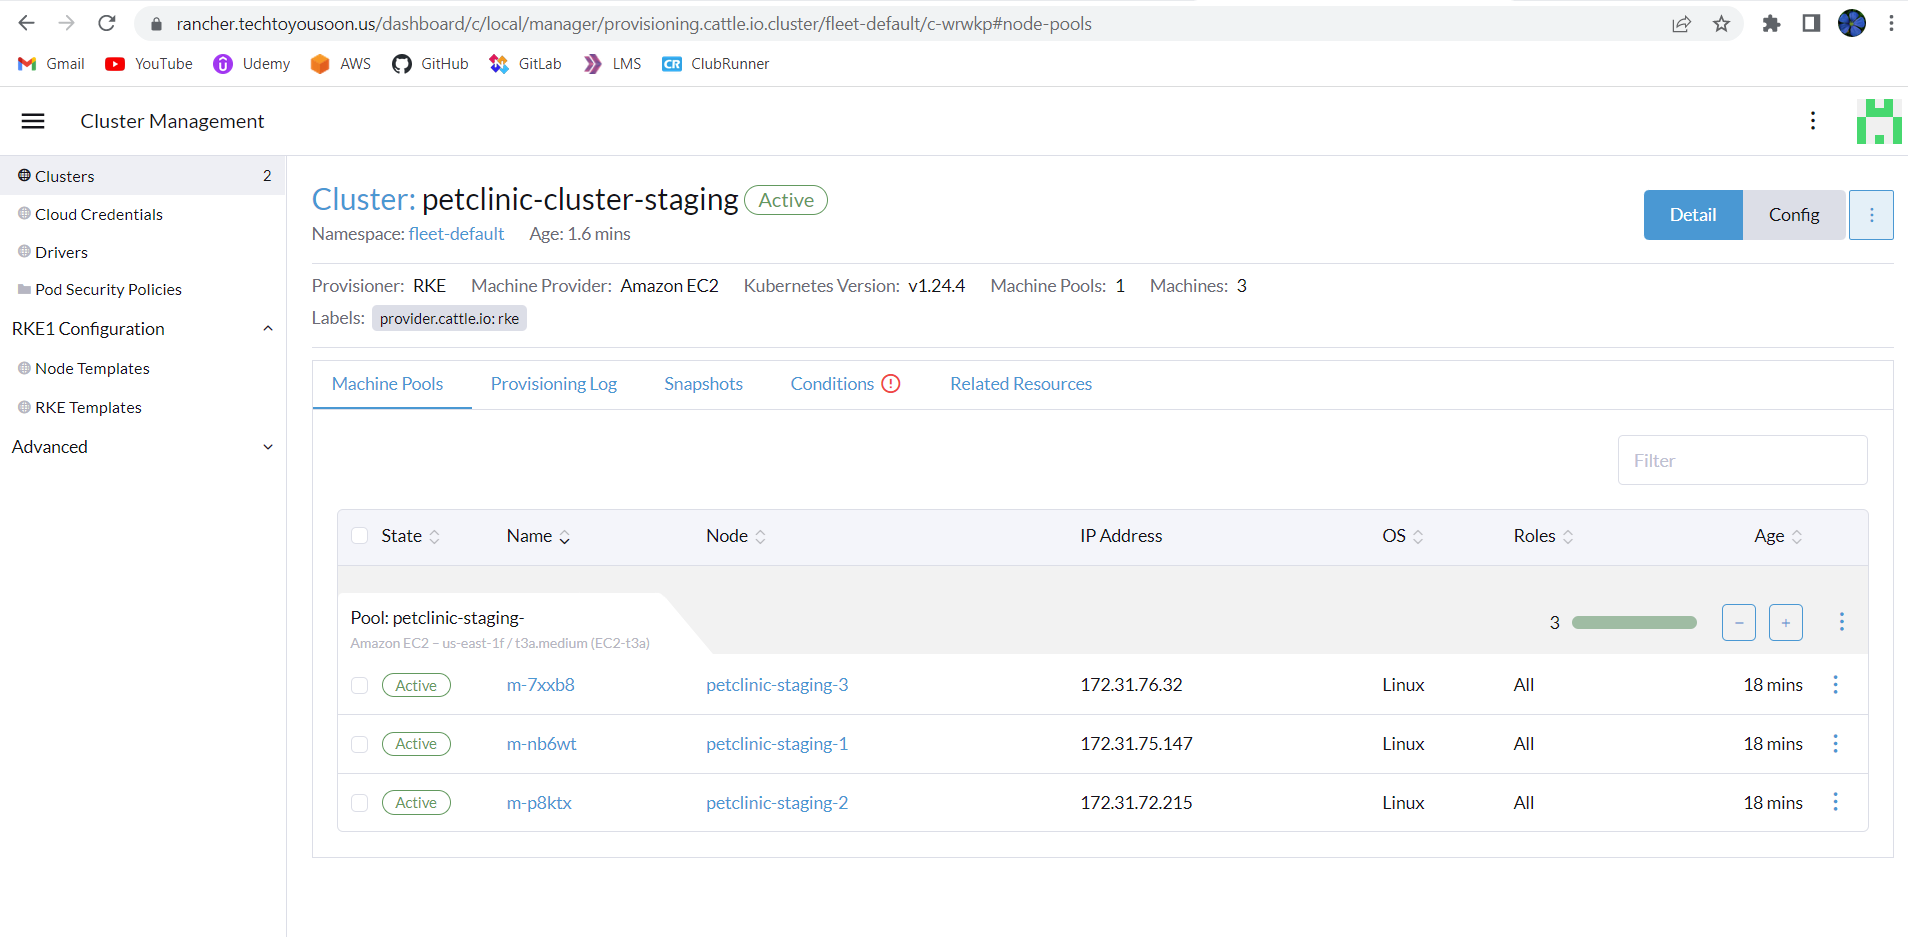 rancher.techtoyousoon.us/dashboard/c/local/manager/provisioning.cattle.io.cluster/fleet-default/c-wrwkp#node-pools
Gmail YouTube Udemy AWS GitHub GitLab LMS CR ClubRunner
Cluster Management
Clusters 2
Cloud Credentials
Drivers
Pod Security Policies
RKE1 Configuration
Node Templates
RKE Templates
Advanced
Cluster: petclinic-cluster-staging Active
Namespace: fleet-default Age: 1.6 mins
Detail Config
Provisioner: RKE Machine Provider: Amazon EC2 Kubernetes Version: v1.24.4 Machine Pools: 1 Machines: 3
Labels: provider.cattle.io: rke
Machine Pools Provisioning Log Snapshots Conditions Related Resources
Filter
State Name Node IP Address OS Roles Age
Pool: petclinic-staging- 3 − +
Amazon EC2 – us-east-1f / t3a.medium (EC2-t3a)
Active m-7xxb8 petclinic-staging-3 172.31.76.32 Linux All 18 mins
Active m-nb6wt petclinic-staging-1 172.31.75.147 Linux All 18 mins
Active m-p8ktx petclinic-staging-2 172.31.72.215 Linux All 18 mins